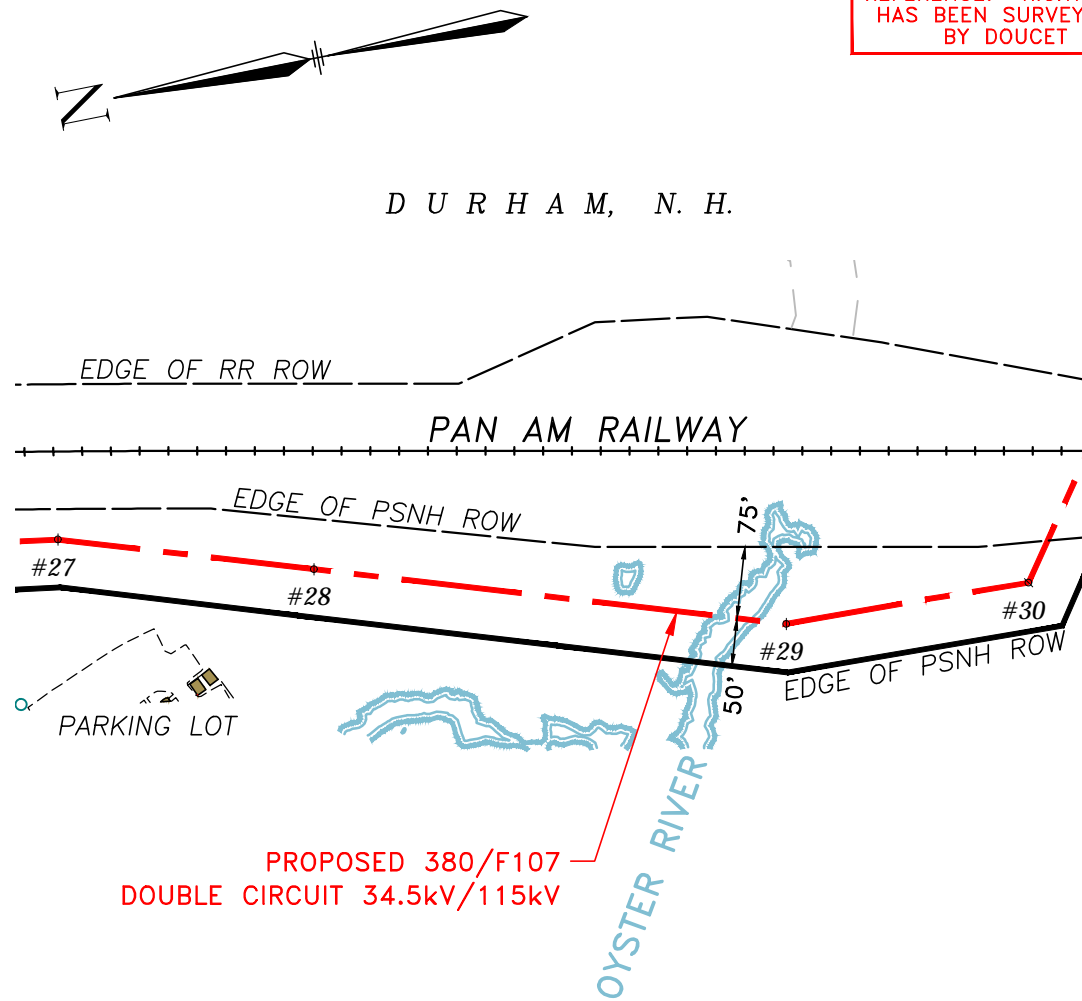 HAS BEEN SURVEY
BY DOUCET
N
DURHAM, N. H.
EDGE OF RR ROW
PAN AM RAILWAY
EDGE OF PSNH ROW
75'
#27
#28
#29
#30
50'
EDGE OF PSNH ROW
PARKING LOT
OYSTER RIVER
PROPOSED 380/F107
DOUBLE CIRCUIT 34.5kV/115kV